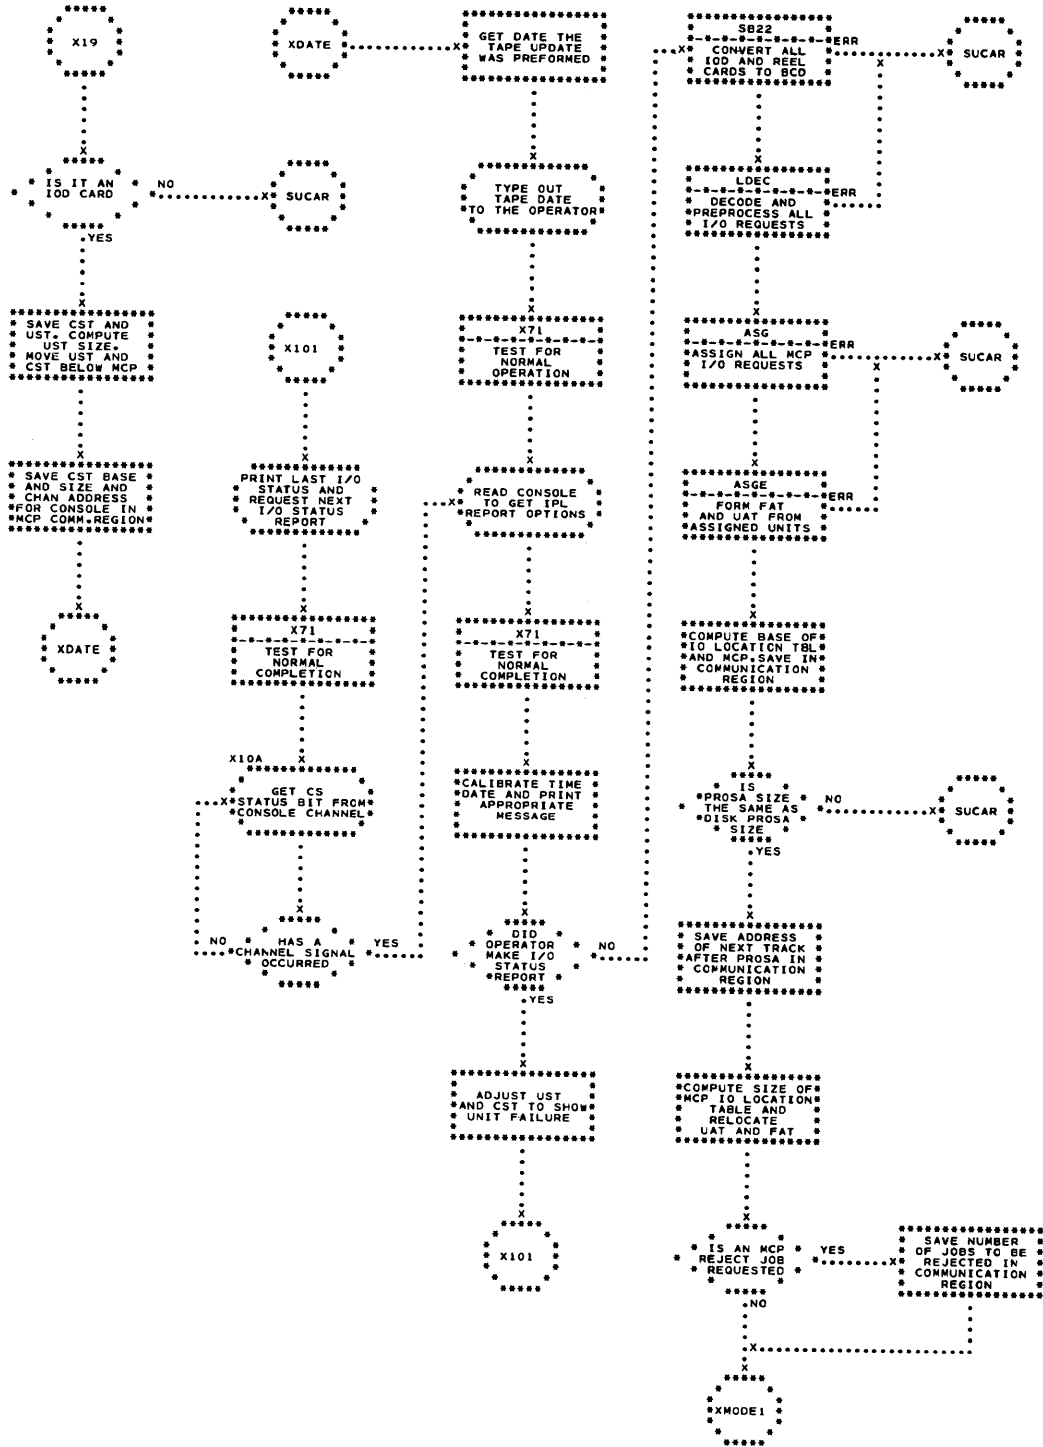 X19
IS IT AN
IOD CARD
NO
SUCAR
YES
SAVE CST AND
UST. COMPUTE
UST SIZE.
MOVE UST AND
CST BELOW MCP
SAVE CST BASE
AND SIZE AND
CHAN ADDRESS
FOR CONSOLE IN
MCP COMM.REGION
XDATE
X101
PRINT LAST I/O
STATUS AND
REQUEST NEXT
I/O STATUS
REPORT
X71
TEST FOR
NORMAL
COMPLETION
X10A
GET CS
STATUS BIT FROM
CONSOLE CHANNEL
HAS A
CHANNEL SIGNAL
OCCURRED
NO
YES
XDATE
GET DATE THE
TAPE UPDATE
WAS PREFORMED
TYPE OUT
TAPE DATE
TO THE OPERATOR
X71
TEST FOR
NORMAL
OPERATION
READ CONSOLE
TO GET IPL
REPORT OPTIONS
X71
TEST FOR
NORMAL
COMPLETION
CALIBRATE TIME
DATE AND PRINT
APPROPRIATE
MESSAGE
DID
OPERATOR
MAKE I/O
STATUS
REPORT
NO
YES
ADJUST UST
AND CST TO SHOW
UNIT FAILURE
X101
SB22
ERR
CONVERT ALL
IOD AND REEL
CARDS TO BCD
SUCAR
LDEC
ERR
DECODE AND
PREPROCESS ALL
I/O REQUESTS
ASG
ERR
ASSIGN ALL MCP
I/O REQUESTS
SUCAR
ASGE
ERR
FORM FAT
AND UAT FROM
ASSIGNED UNITS
COMPUTE BASE OF
IO LOCATICN TBL
AND MCP.SAVE IN
COMMUNICATION
REGION
IS
PROSA SIZE
THE SAME AS
DISK PROSA
SIZE
NO
SUCAR
YES
SAVE ADDRESS
OF NEXT TRACK
AFTER PROSA IN
COMMUNICATION
REGION
COMPUTE SIZE OF
MCP IO LOCATION
TABLE AND
RELOCATE
UAT AND FAT
IS AN MCP
REJECT JOB
REQUESTED
YES
SAVE NUMBER
OF JOBS TO BE
REJECTED IN
COMMUNICATION
REGION
NO
XMODE1